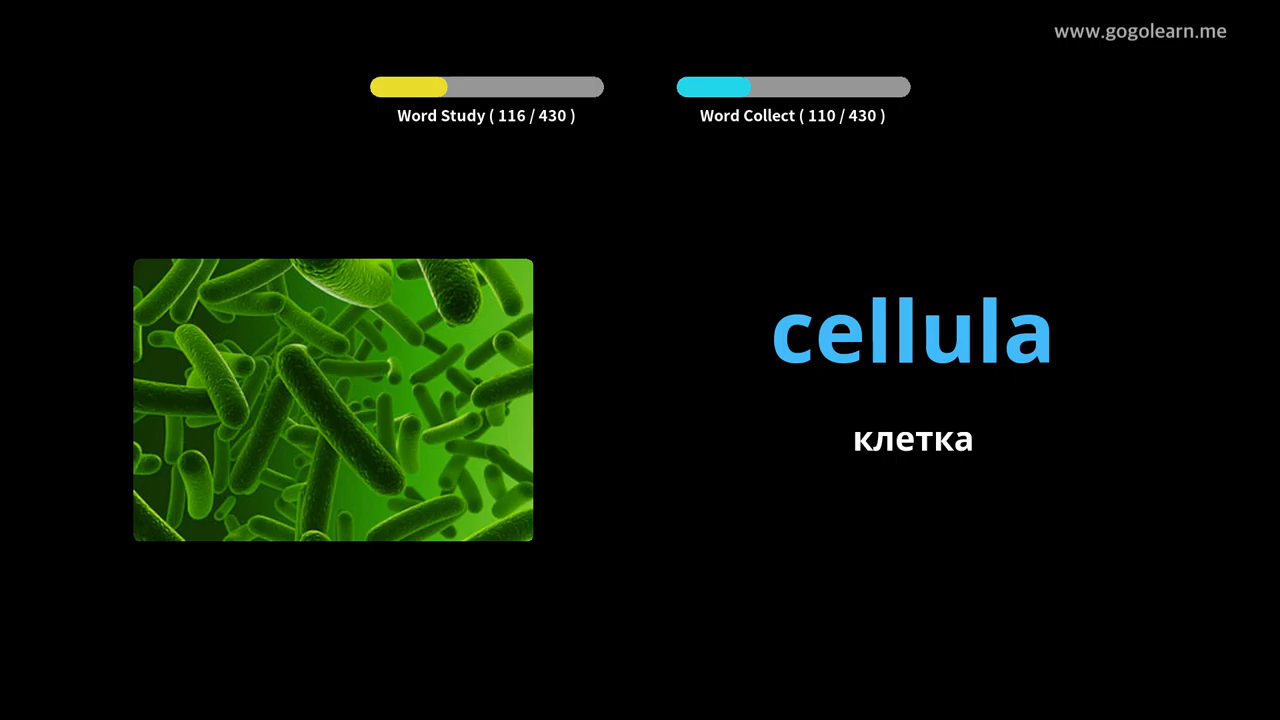 www.gogolearn.me
Word Study ( 116 / 430 )
Word Collect ( 110 / 430 )
cellula
клетка